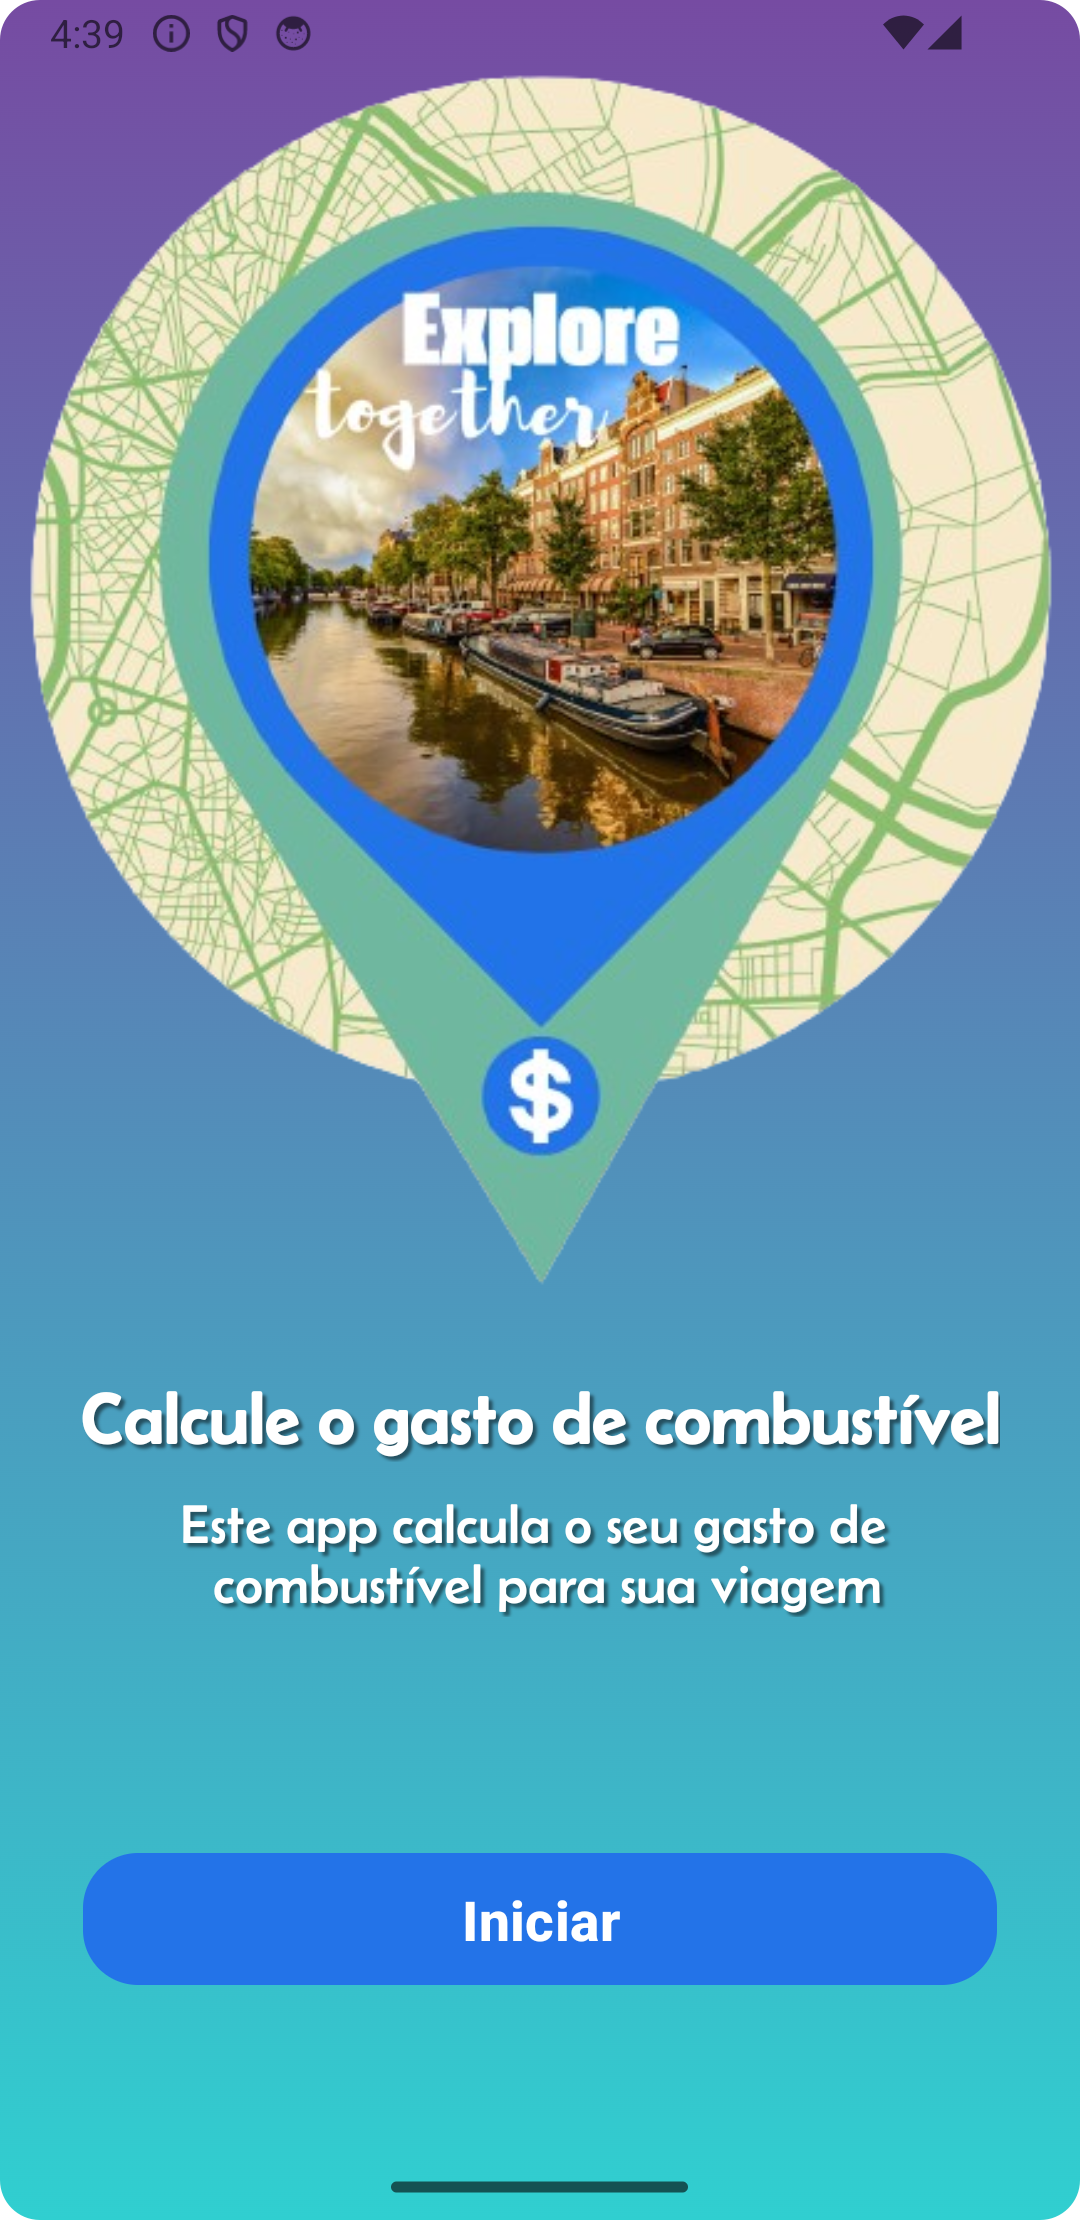 4:39
Explore
together
$
Calcule o gasto de combustível
Este app calcula o seu gasto de
combustível para sua viagem
Iniciar